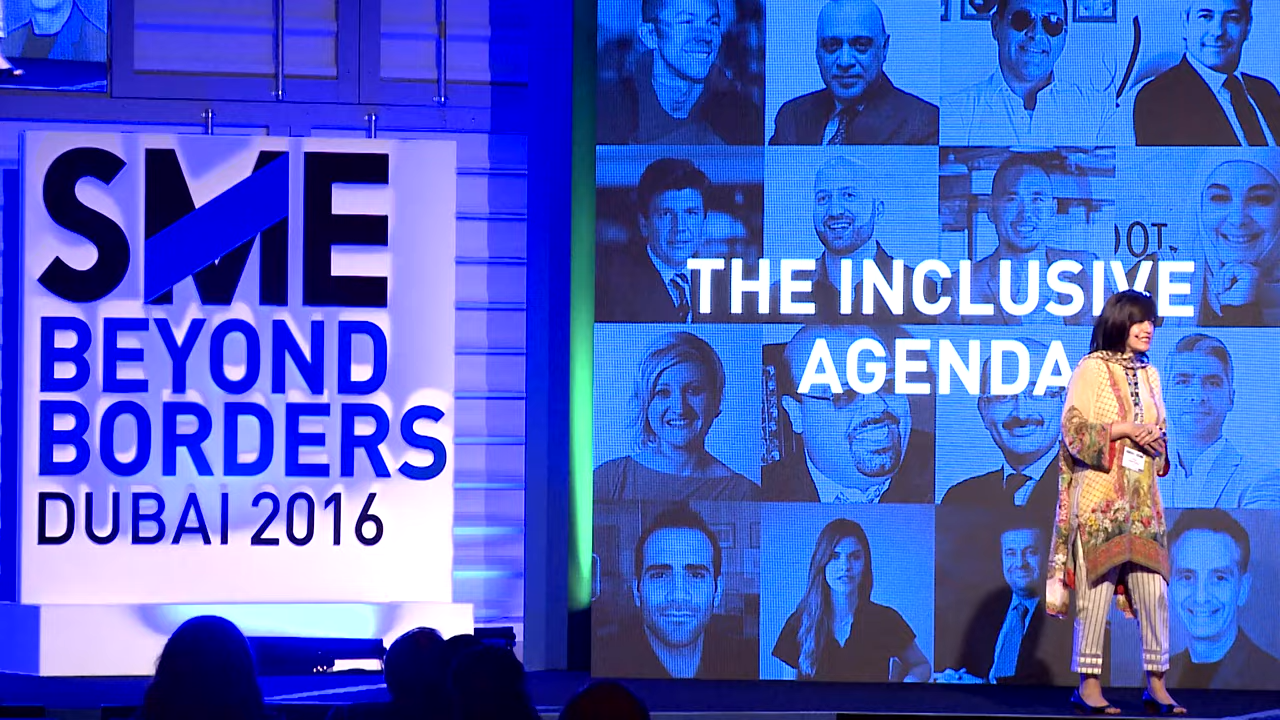 SME
BEYOND
BORDERS
DUBAI 2016
THE INCLUSIVE
AGENDA